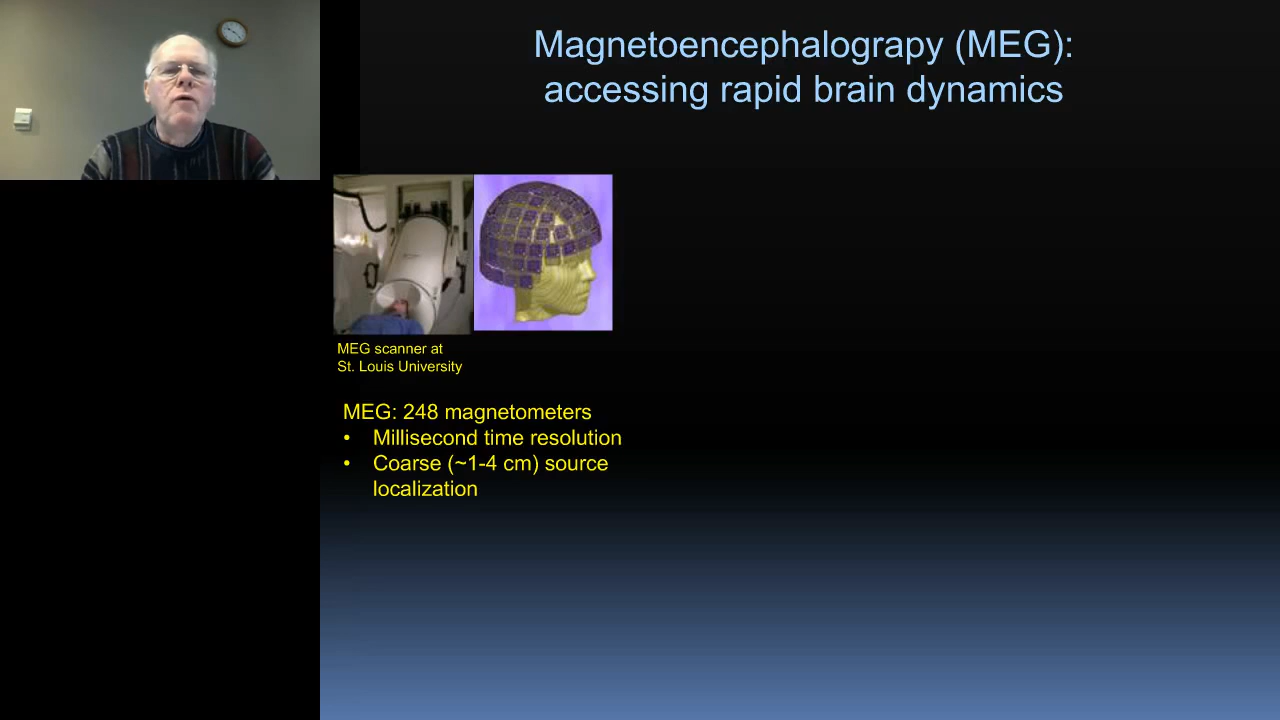 Magnetoencephalograpy (MEG):
accessing rapid brain dynamics
MEG scanner at
St. Louis University
MEG: 248 magnetometers
• Millisecond time resolution
• Coarse (~1-4 cm) source
localization